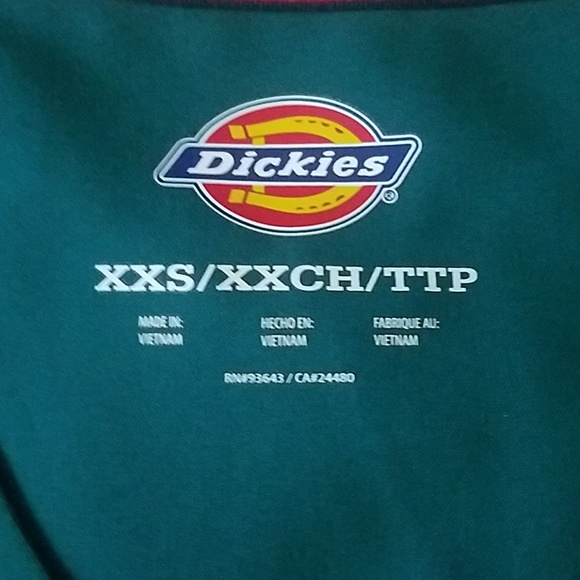 Dickies
®
XXS/XXCH/TTP
MADE IN: HECHO EN: FABRIQUE AU:
VIETNAM VIETNAM VIETNAM
RN#93643 / CA#24480